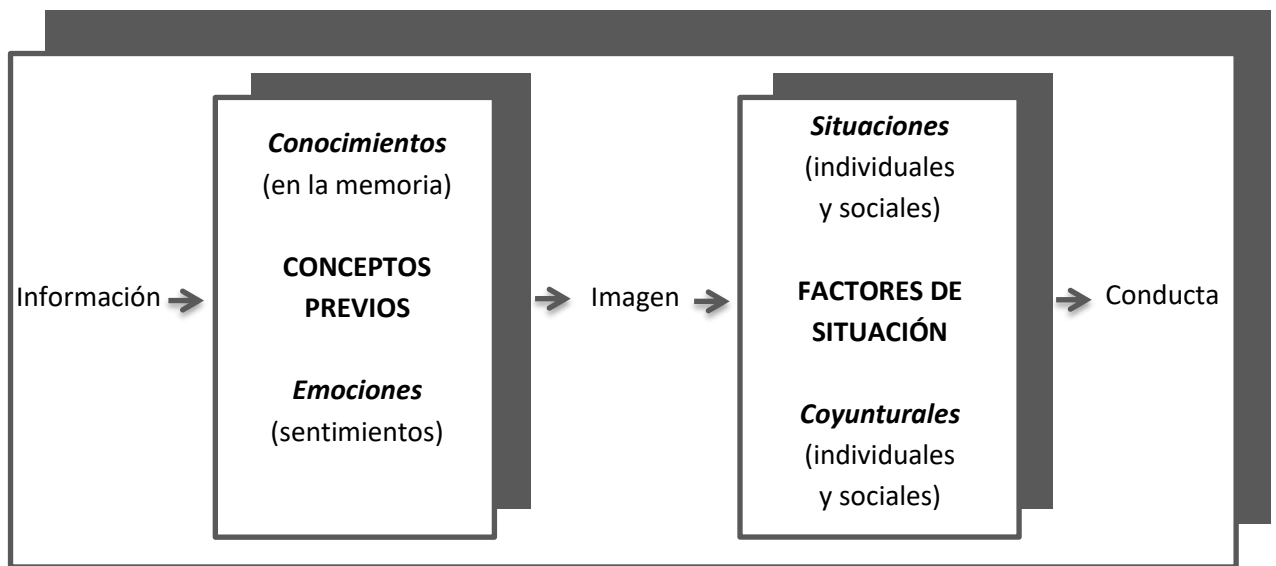 Información
Conocimientos
(en la memoria)
CONCEPTOS
PREVIOS
Emociones
(sentimientos)
Imagen
Situaciones
(individuales
y sociales)
FACTORES DE
SITUACIÓN
Coyunturales
(individuales
y sociales)
Conducta